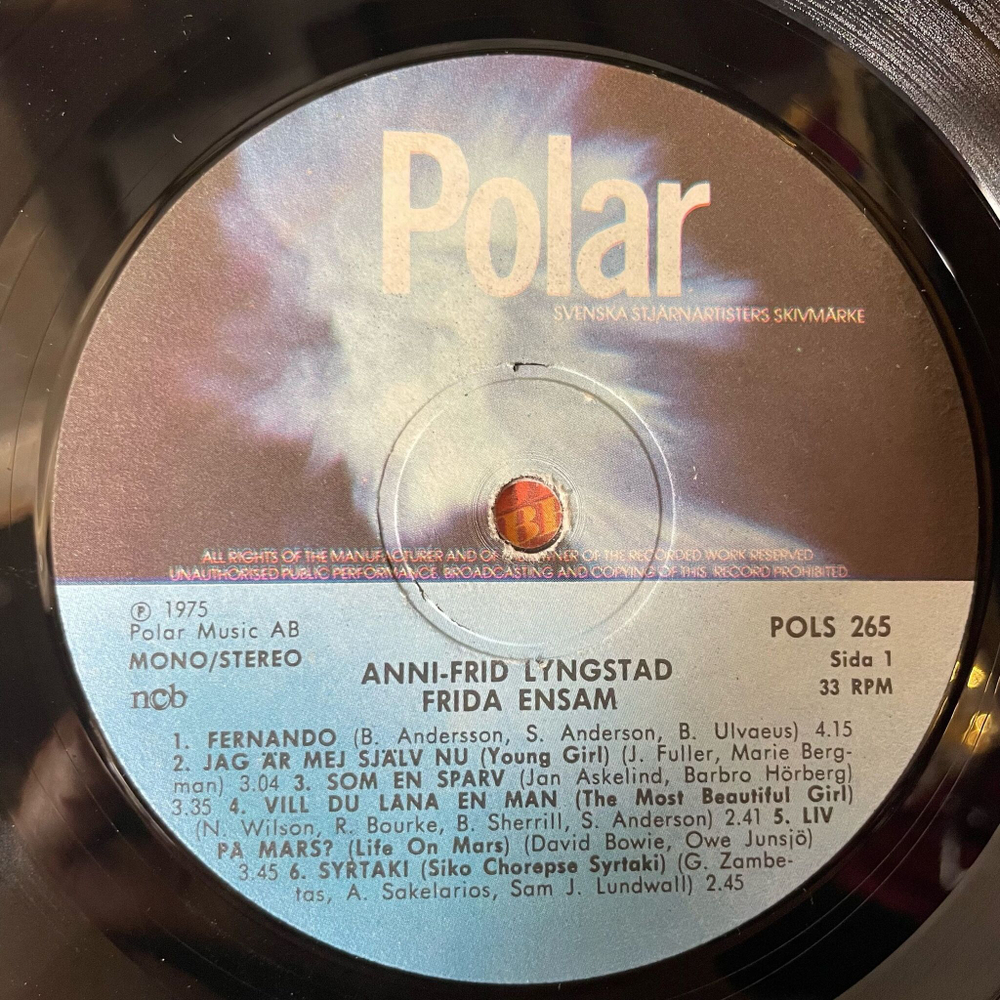 Polar
SVENSKA STJÄRNARTISTERS SKIVMÄRKE
ALL RIGHTS OF THE MANUFACTURER AND OF OWNER OF THE RECORDED WORK RESERVED
UNAUTHORISED PUBLIC PERFORMANCE, BROADCASTING AND COPYING OF THIS RECORD PROHIBITED
Ⓟ 1975
Polar Music AB
MONO/STEREO
ncb
POLS 265
Sida 1
33 RPM
ANNI-FRID LYNGSTAD
FRIDA ENSAM
1. FERNANDO (B. Andersson, S. Anderson, B. Ulvaeus) 4.15
2. JAG ÄR MEJ SJÄLV NU (Young Girl) (J. Fuller, Marie Berg-
man) 3.04 3. SOM EN SPARV (Jan Askelind, Barbro Hörberg)
3.35 4. VILL DU LÅNA EN MAN (The Most Beautiful Girl)
(N. Wilson, R. Bourke, B. Sherrill, S. Anderson) 2.41 5. LIV
PÅ MARS? (Life On Mars) (David Bowie, Owe Junsjö)
3.45 6. SYRTAKI (Siko Chorepse Syrtaki) (G. Zambe-
tas, A. Sakelarios, Sam J. Lundwall) 2.45